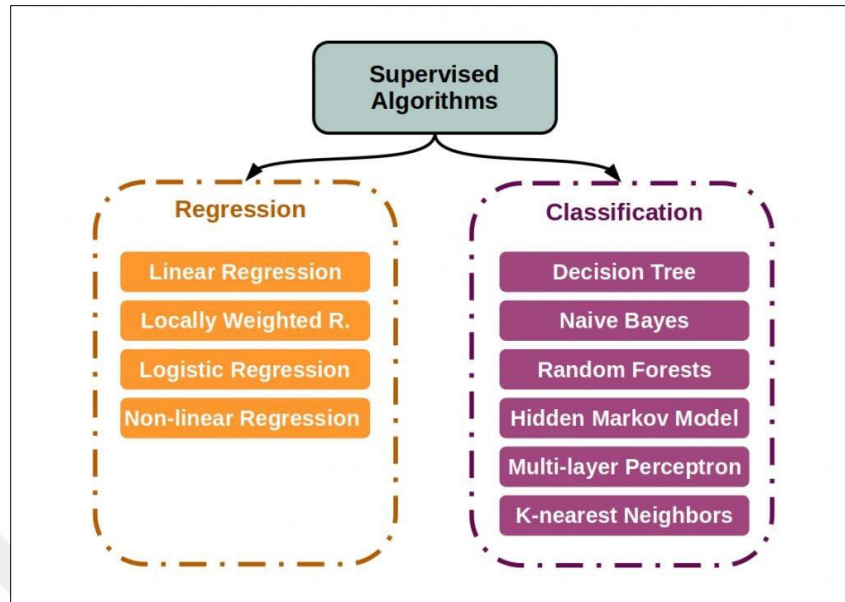 Supervised
Algorithms
Regression
Linear Regression
Locally Weighted R.
Logistic Regression
Non-linear Regression
Classification
Decision Tree
Naive Bayes
Random Forests
Hidden Markov Model
Multi-layer Perceptron
K-nearest Neighbors